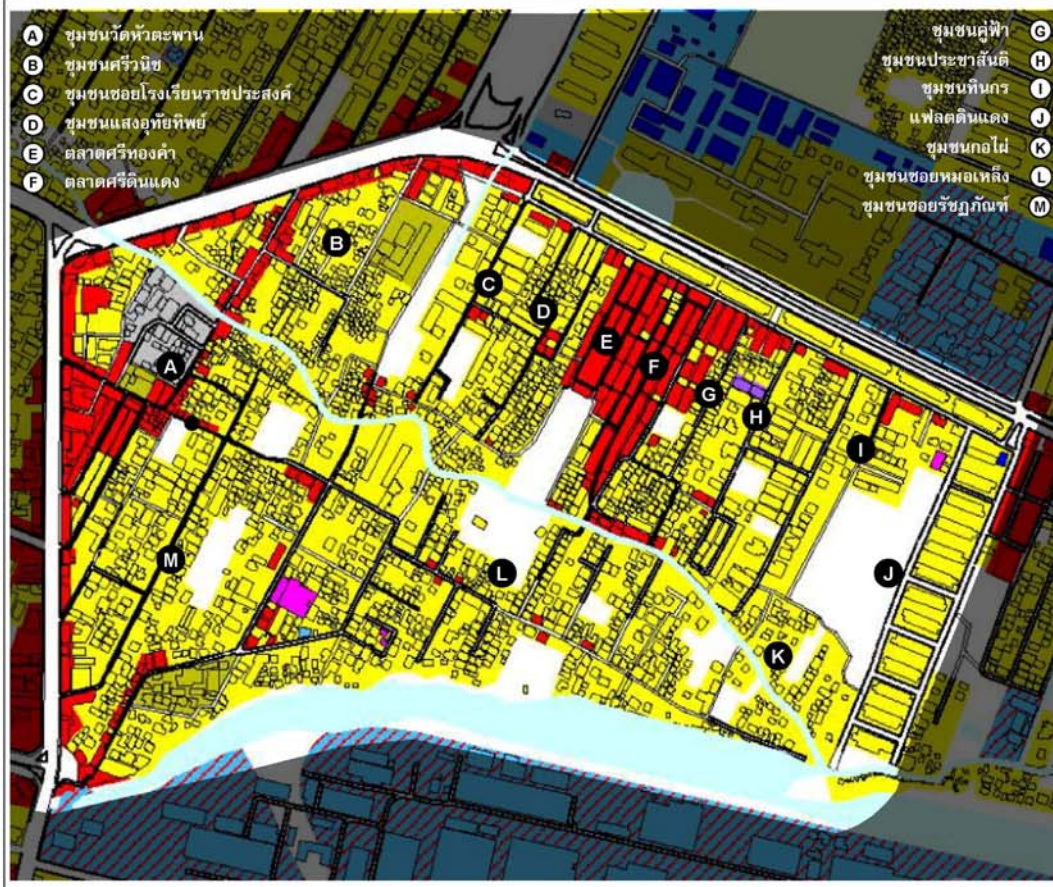 A ชุมชนวัดหัวตะพาน
B ชุมชนศรีวนิช
C ชุมชนซอยโรงเรียนราชประสงค์
D ชุมชนแสงอุทัยทิพย์
E ตลาดศรีทองคำ
F ตลาดศรีดินแดง
ชุมชนคู่ฟ้า G
ชุมชนประชาสันติ H
ชุมชนทินกร I
แฟลตดินแดง J
ชุมชนกอไผ่ K
ชุมชนซอยหมอเหล็ง L
ชุมชนซอยรัชฏภัณฑ์ M
B
C
D
E
F
A
G
H
I
M
L
J
K